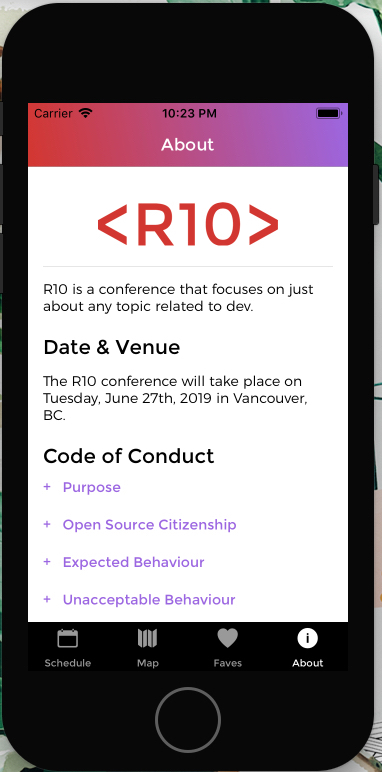 Carrier 10:23 PM
About
<R10>
R10 is a conference that focuses on just
about any topic related to dev.
Date & Venue
The R10 conference will take place on
Tuesday, June 27th, 2019 in Vancouver,
BC.
Code of Conduct
+ Purpose
+ Open Source Citizenship
+ Expected Behaviour
+ Unacceptable Behaviour
Schedule Map Faves About